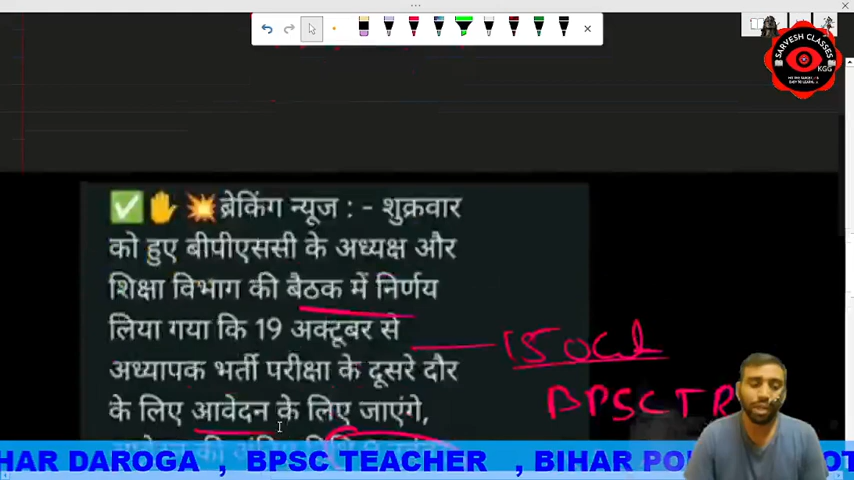 SARVESH CLASSES
KGG
✅✋💥ब्रेकिंग न्यूज : - शुक्रवार
को हुए बीपीएससी के अध्यक्ष और
शिक्षा विभाग की बैठक में निर्णय
लिया गया कि 19 अक्टूबर से
15 Oct
अध्यापक भर्ती परीक्षा के दूसरे दौर
के लिए आवेदन के लिए जाएंगे,
BPSC TR
HAR DAROGA , BPSC TEACHER , BIHAR PO